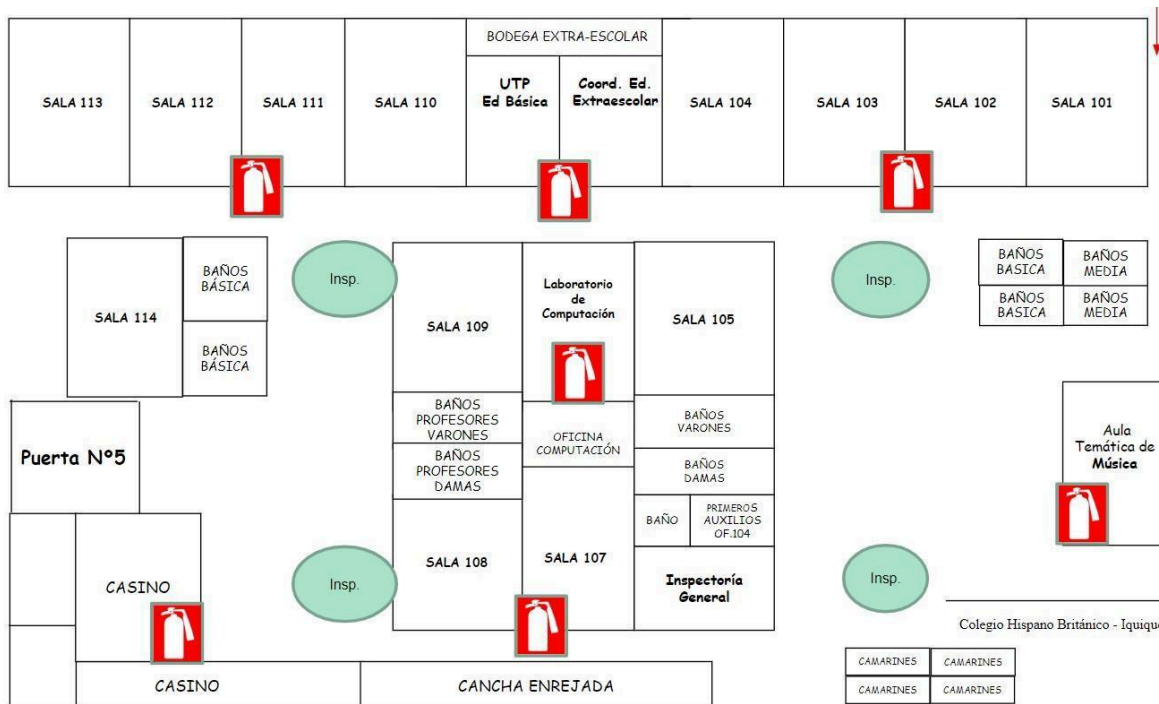 BODEGA EXTRA-ESCOLAR
SALA 113
SALA 112
SALA 111
SALA 110
UTP
Ed Básica
Coord. Ed.
Extraescolar
SALA 104
SALA 103
SALA 102
SALA 101
SALA 114
BAÑOS
BÁSICA
BAÑOS
BÁSICA
Insp.
SALA 109
Laboratorio
de
Computación
SALA 105
Insp.
BAÑOS
BASICA
BAÑOS
MEDIA
BAÑOS
BASICA
BAÑOS
MEDIA
Puerta Nº5
BAÑOS
PROFESORES
VARONES
BAÑOS
PROFESORES
DAMAS
OFICINA
COMPUTACIÓN
BAÑOS
VARONES
BAÑOS
DAMAS
Aula
Temática de
Música
BAÑO
PRIMEROS
AUXILIOS
OF.104
CASINO
Insp.
SALA 108
SALA 107
Inspectoría
General
Insp.
Colegio Hispano Británico - Iquique
CAMARINES
CAMARINES
CAMARINES
CAMARINES
CASINO
CANCHA ENREJADA